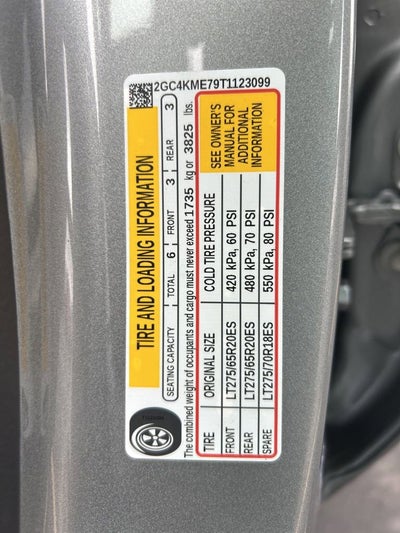 2GC4KME79T1123099
TIRE AND LOADING INFORMATION
SEATING CAPACITY | TOTAL 6 | FRONT 3 | REAR 3
The combined weight of occupants and cargo must never exceed 1735 kg or 3825 lbs.
TIRE ORIGINAL SIZE COLD TIRE PRESSURE
FRONT LT275/65R20ES 420 kPa, 60 PSI
REAR LT275/65R20ES 480 kPa, 70 PSI
SPARE LT275/70R18ES 550 kPa, 80 PSI
SEE OWNER'S
MANUAL FOR
ADDITIONAL
INFORMATION